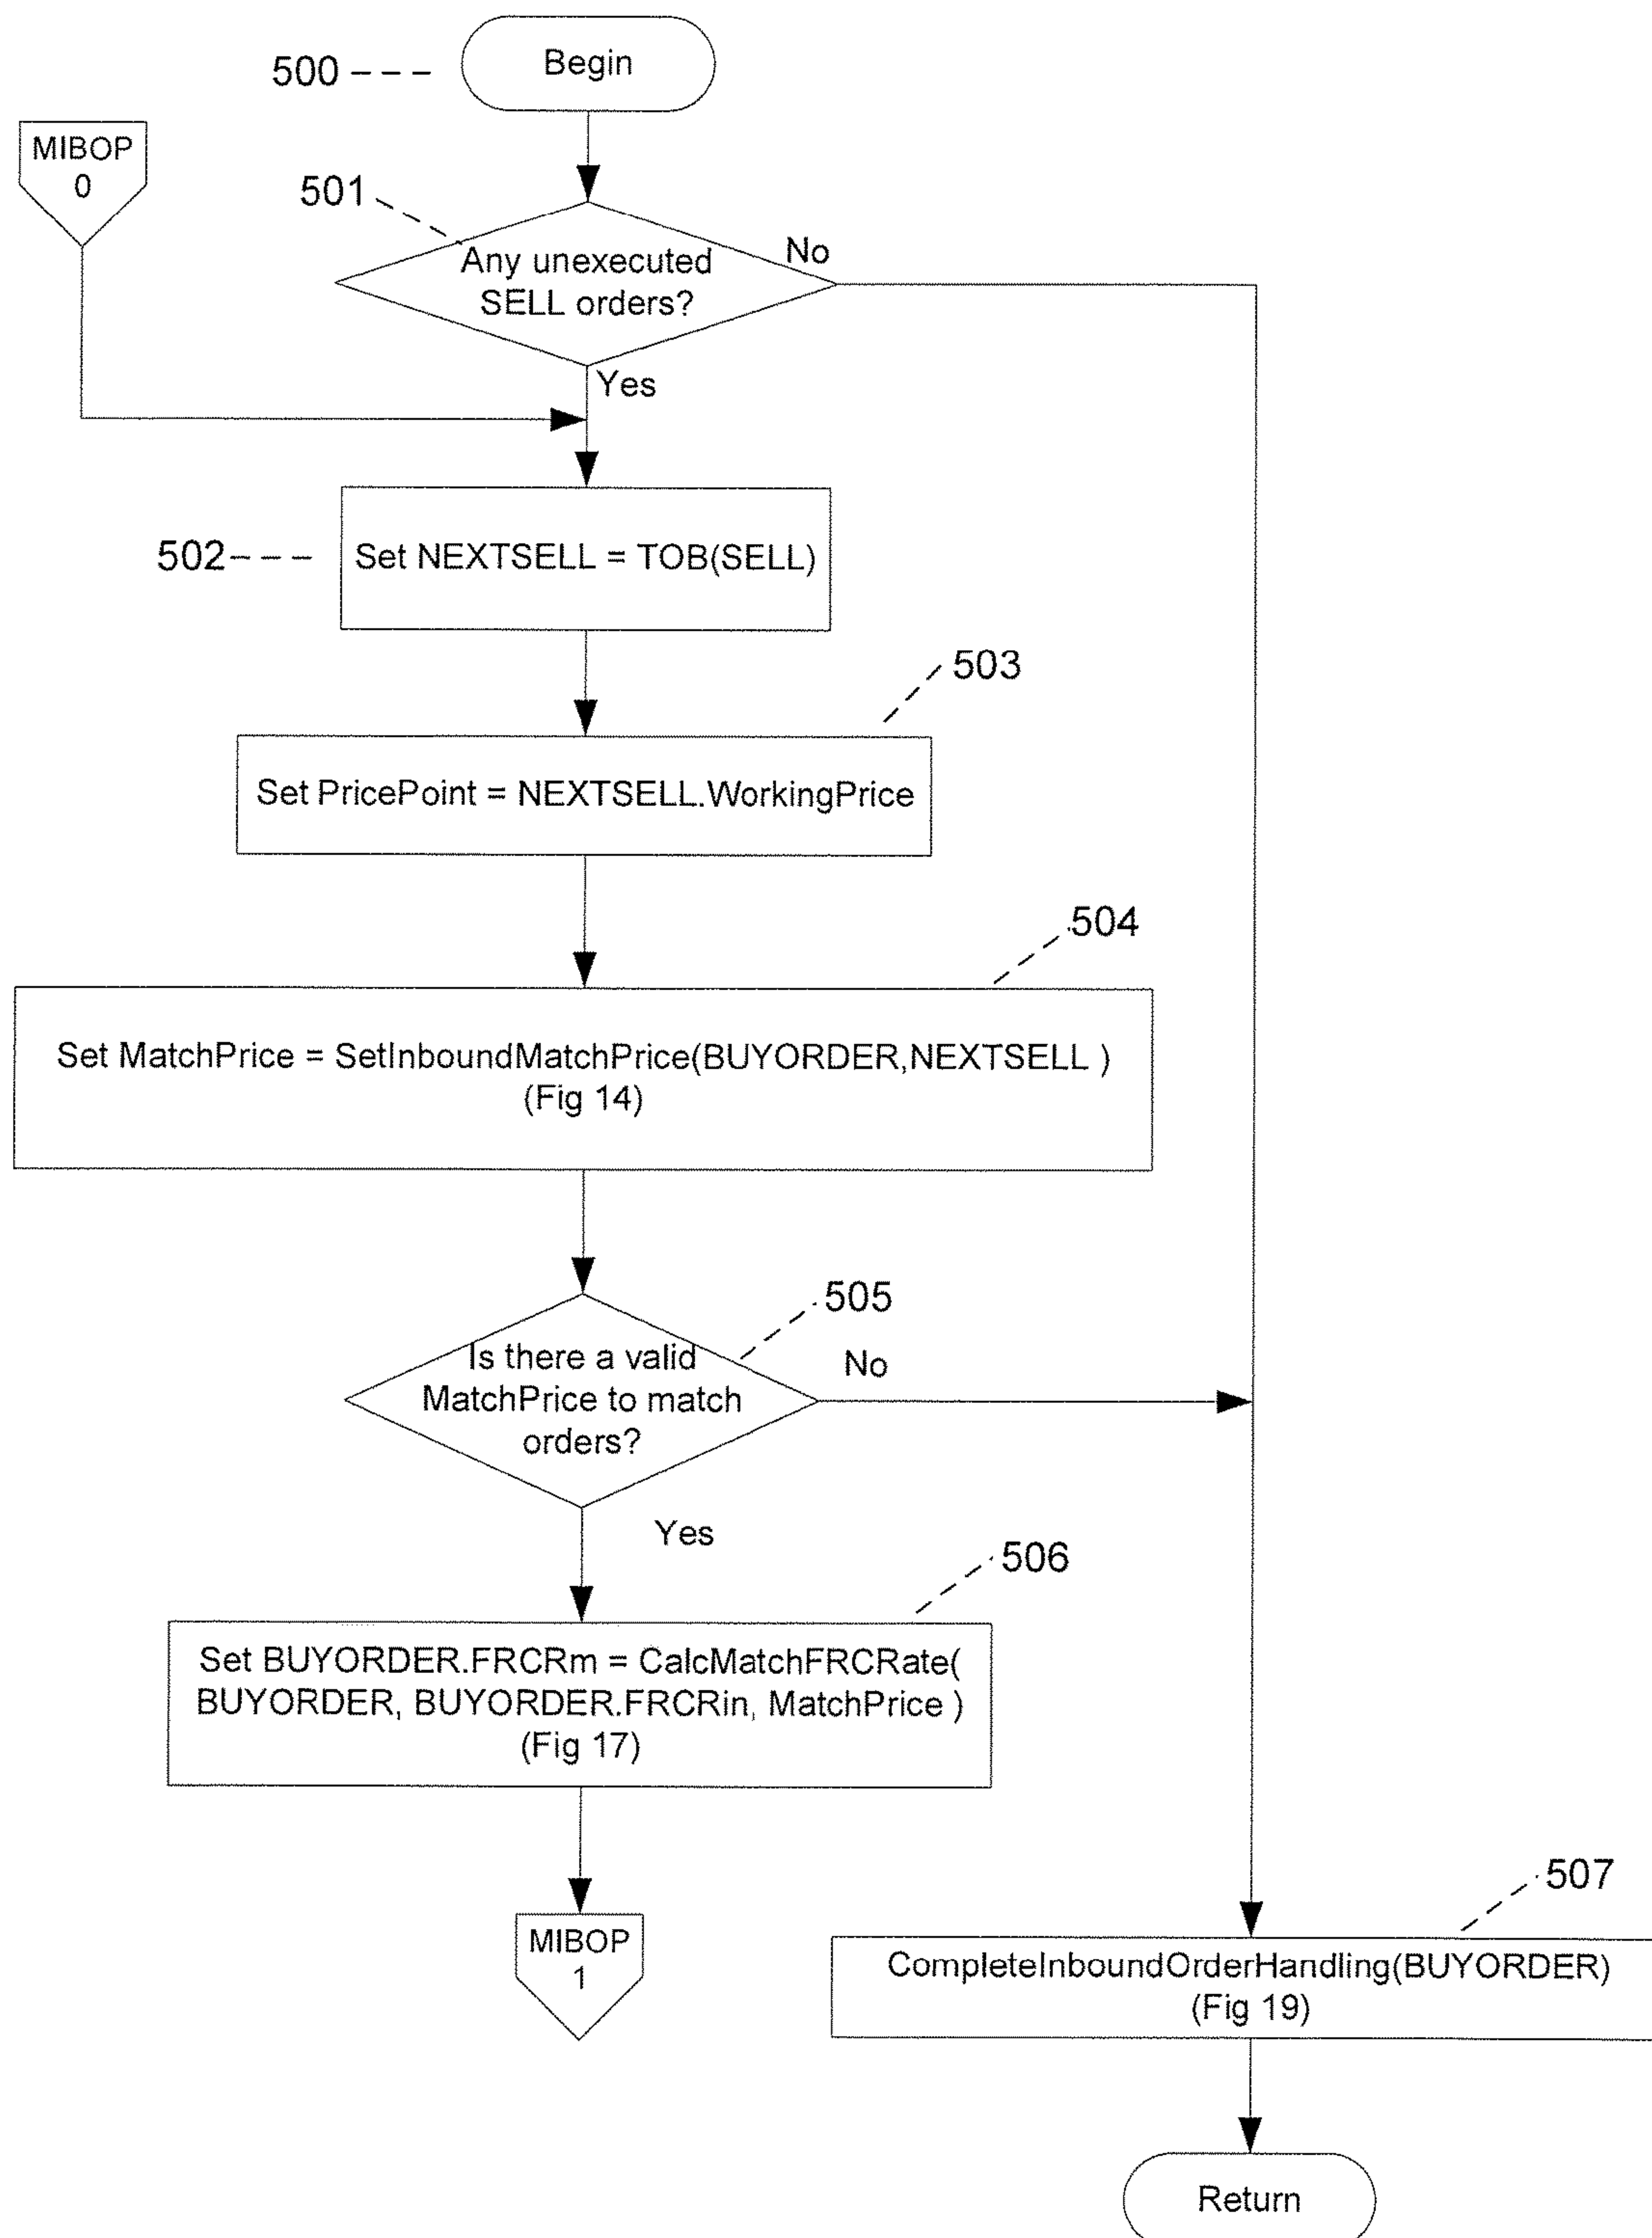 500
Begin
MIBOP
0
501
Any unexecuted
SELL orders?
No
Yes
502
Set NEXTSELL = TOB(SELL)
503
Set PricePoint = NEXTSELL.WorkingPrice
504
Set MatchPrice = SetInboundMatchPrice(BUYORDER,NEXTSELL )
(Fig 14)
505
Is there a valid
MatchPrice to match
orders?
No
Yes
506
Set BUYORDER.FRCRm = CalcMatchFRCRate(
BUYORDER, BUYORDER.FRCRin, MatchPrice )
(Fig 17)
MIBOP
1
507
CompleteInboundOrderHandling(BUYORDER)
(Fig 19)
Return